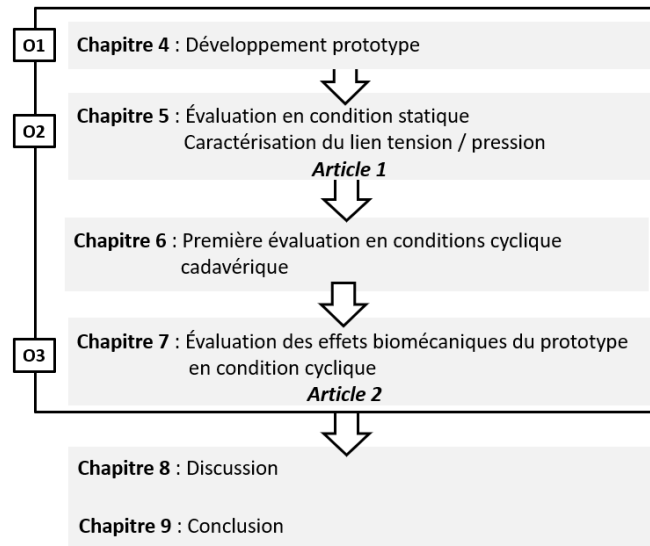 O1
Chapitre 4 : Développement prototype
O2
Chapitre 5 : Évaluation en condition statique
Caractérisation du lien tension / pression
Article 1
Chapitre 6 : Première évaluation en conditions cyclique
cadavérique
O3
Chapitre 7 : Évaluation des effets biomécaniques du prototype
en condition cyclique
Article 2
Chapitre 8 : Discussion
Chapitre 9 : Conclusion